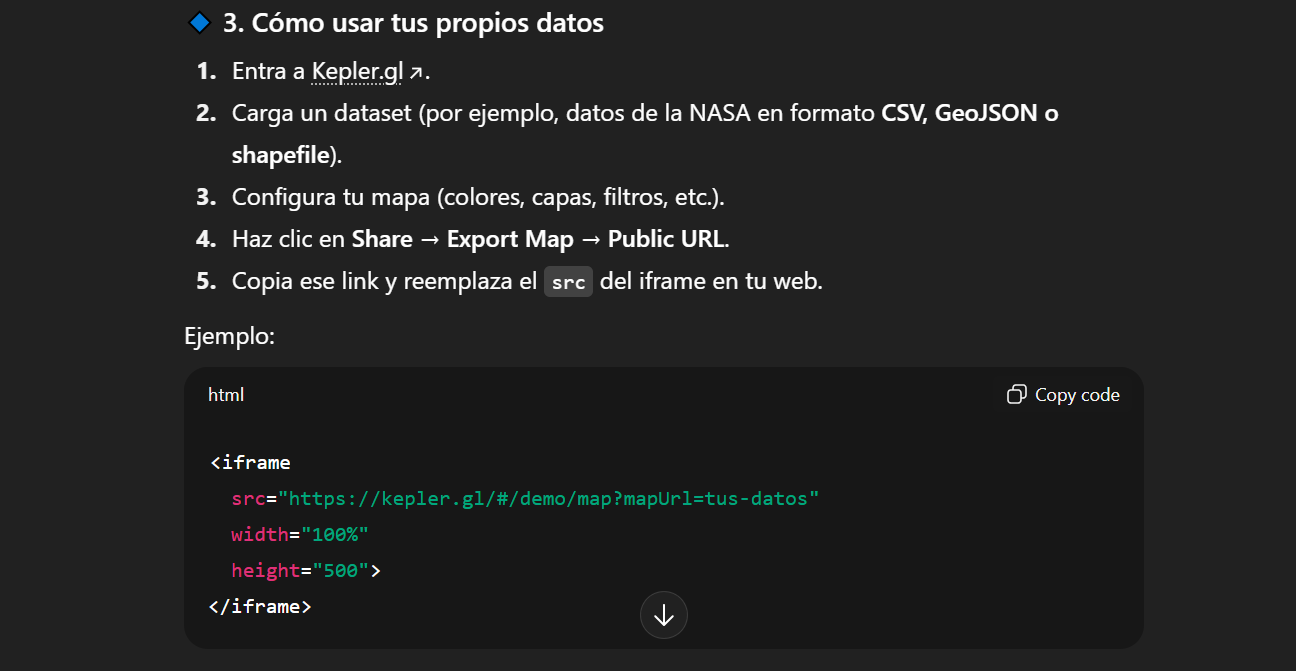 3. Cómo usar tus propios datos
1. Entra a Kepler.gl ↗.
2. Carga un dataset (por ejemplo, datos de la NASA en formato CSV, GeoJSON o
shapefile).
3. Configura tu mapa (colores, capas, filtros, etc.).
4. Haz clic en Share → Export Map → Public URL.
5. Copia ese link y reemplaza el src del iframe en tu web.
Ejemplo:
html
Copy code
<iframe
src="https://kepler.gl/#/demo/map?mapUrl=tus-datos"
width="100%"
height="500">
</iframe>